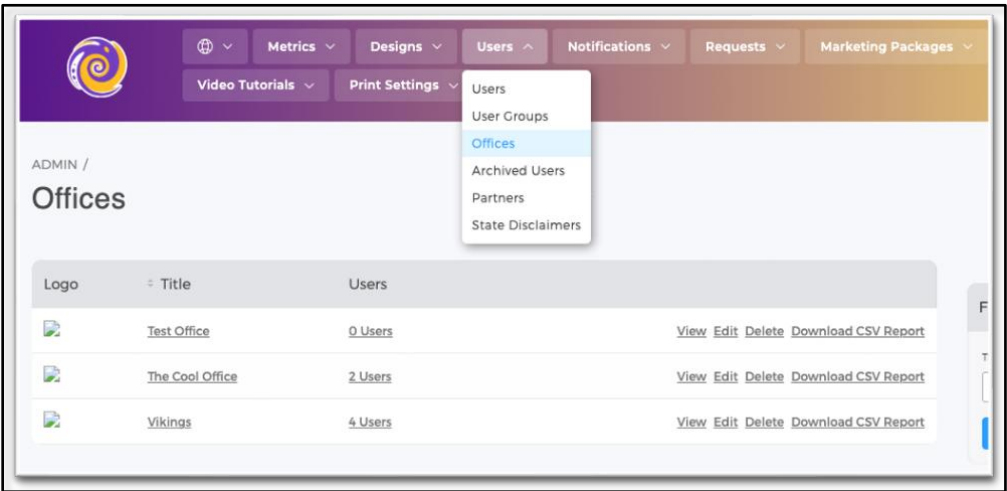 Metrics Designs Users Notifications Requests Marketing Packages
Video Tutorials Print Settings
Users
User Groups
Offices
Archived Users
Partners
State Disclaimers
ADMIN /
Offices
Logo Title Users
Test Office 0 Users View Edit Delete Download CSV Report
The Cool Office 2 Users View Edit Delete Download CSV Report
Vikings 4 Users View Edit Delete Download CSV Report
F
T